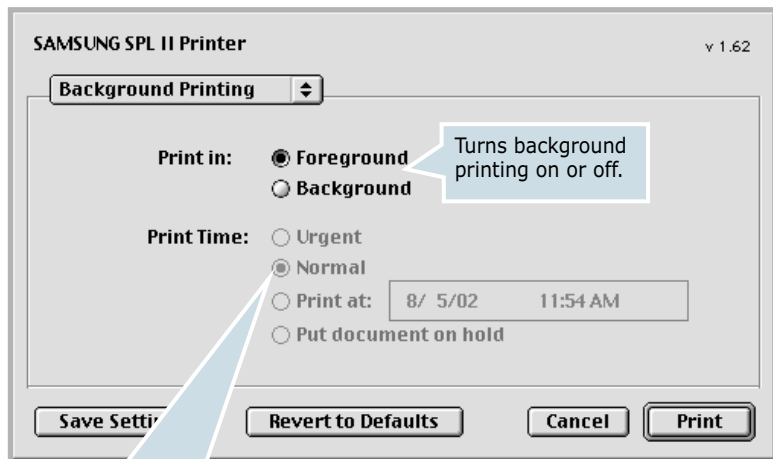 SAMSUNG SPL II Printer
v 1.62
Background Printing
Print in:
Foreground
Turns background
printing on or off.
Background
Print Time:
Urgent
Normal
Print at:
8/ 5/02 11:54 AM
Put document on hold
Save
Revert to Defaults
Cancel
Print